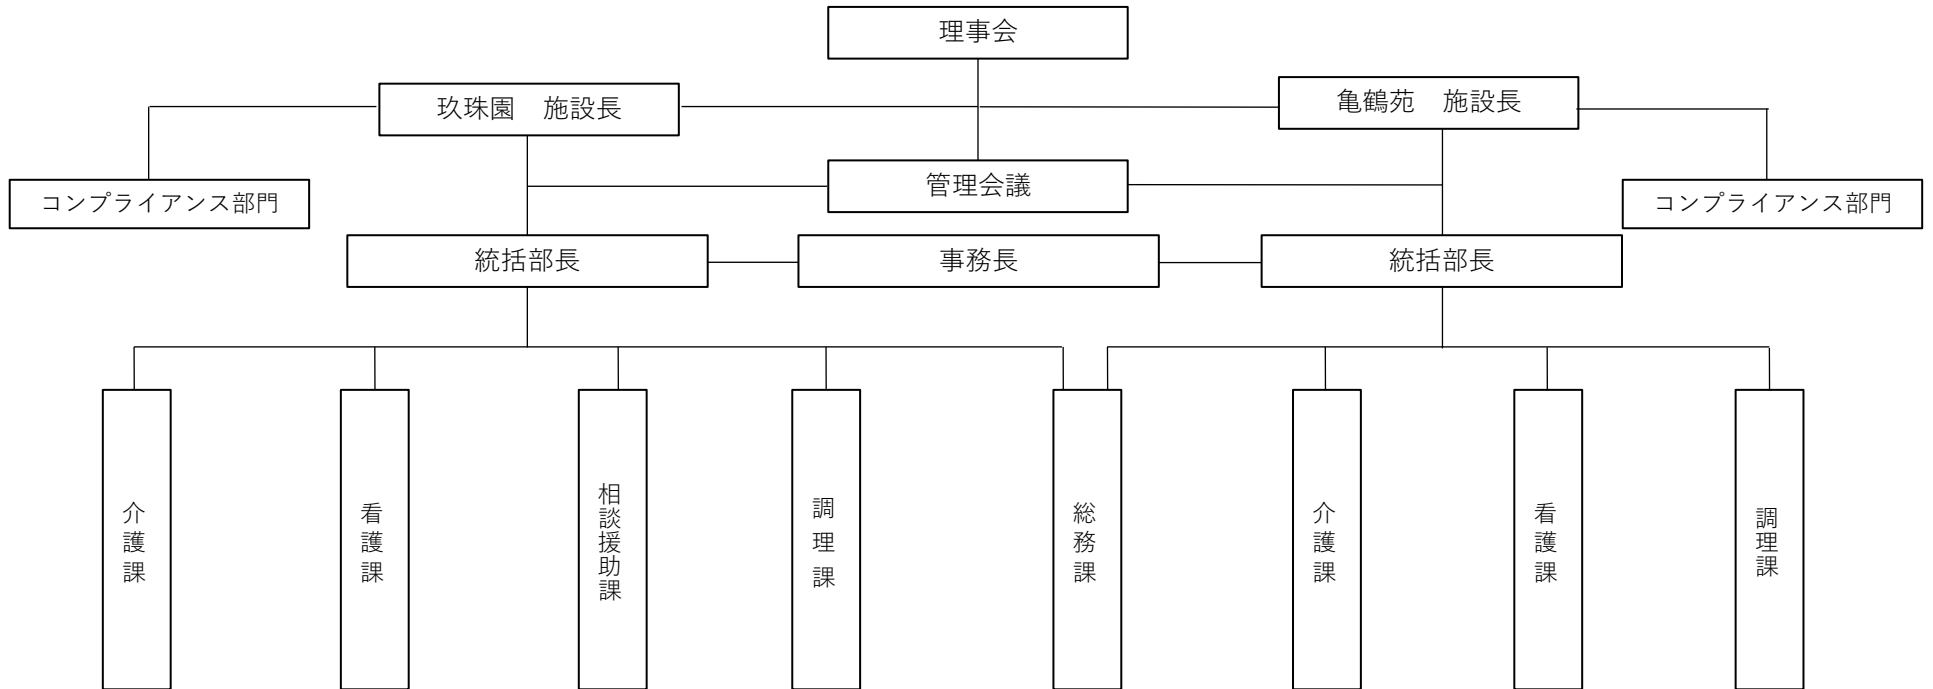 理事会
玖珠園　施設長
亀鶴苑　施設長
管理会議
コンプライアンス部門
コンプライアンス部門
統括部長
事務長
統括部長
介護課
看護課
相談援助課
調理課
総務課
介護課
看護課
調理課